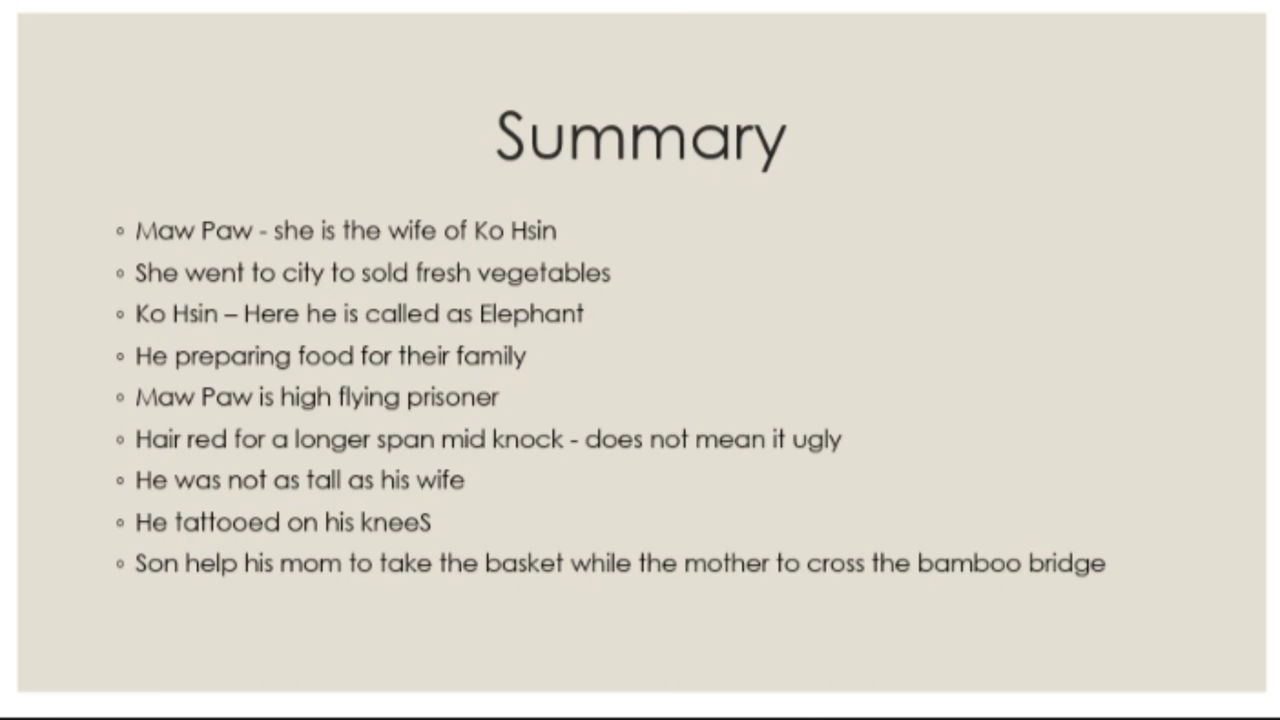 Summary
◦ Maw Paw - she is the wife of Ko Hsin
◦ She went to city to sold fresh vegetables
◦ Ko Hsin – Here he is called as Elephant
◦ He preparing food for their family
◦ Maw Paw is high flying prisoner
◦ Hair red for a longer span mid knock - does not mean it ugly
◦ He was not as tall as his wife
◦ He tattooed on his kneeS
◦ Son help his mom to take the basket while the mother to cross the bamboo bridge